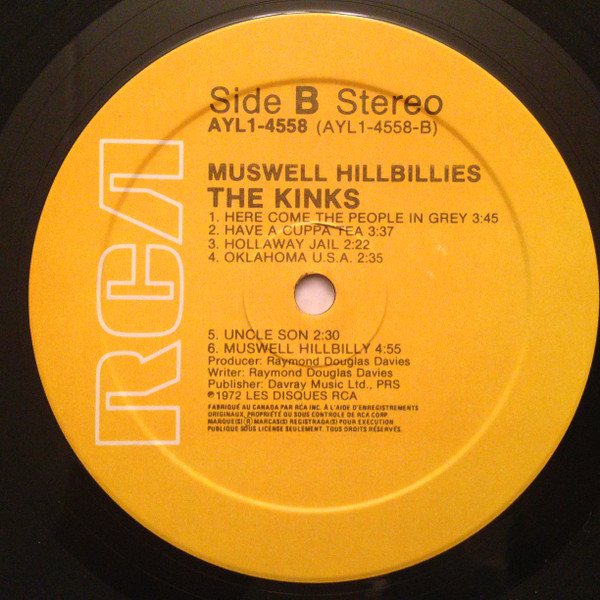 RCA
Side B Stereo
AYL1-4558 (AYL1-4558-B)
MUSWELL HILLBILLIES
THE KINKS
1. HERE COME THE PEOPLE IN GREY 3:45
2. HAVE A CUPPA TEA 3:37
3. HOLLAWAY JAIL 2:22
4. OKLAHOMA U.S.A. 2:35
5. UNCLE SON 2:30
6. MUSWELL HILLBILLY 4:55
Producer: Raymond Douglas Davies
Writer: Raymond Douglas Davies
Publisher: Davray Music Ltd., PRS
℗1972 LES DISQUES RCA
FABRIQUÉ AU CANADA PAR RCA INC. À L'AIDE D'ENREGISTREMENTS
ORIGINAUX, PROPRIÉTÉ OU SOUS CONTROLE DE RCA CORP.
MARQUE(S) ® MARCAS(S) REGISTRADA(S) POUR EXECUTION
PUBLIQUE SOUS LICENSE SEULEMENT. TOUS DROITS RÉSERVÉS.